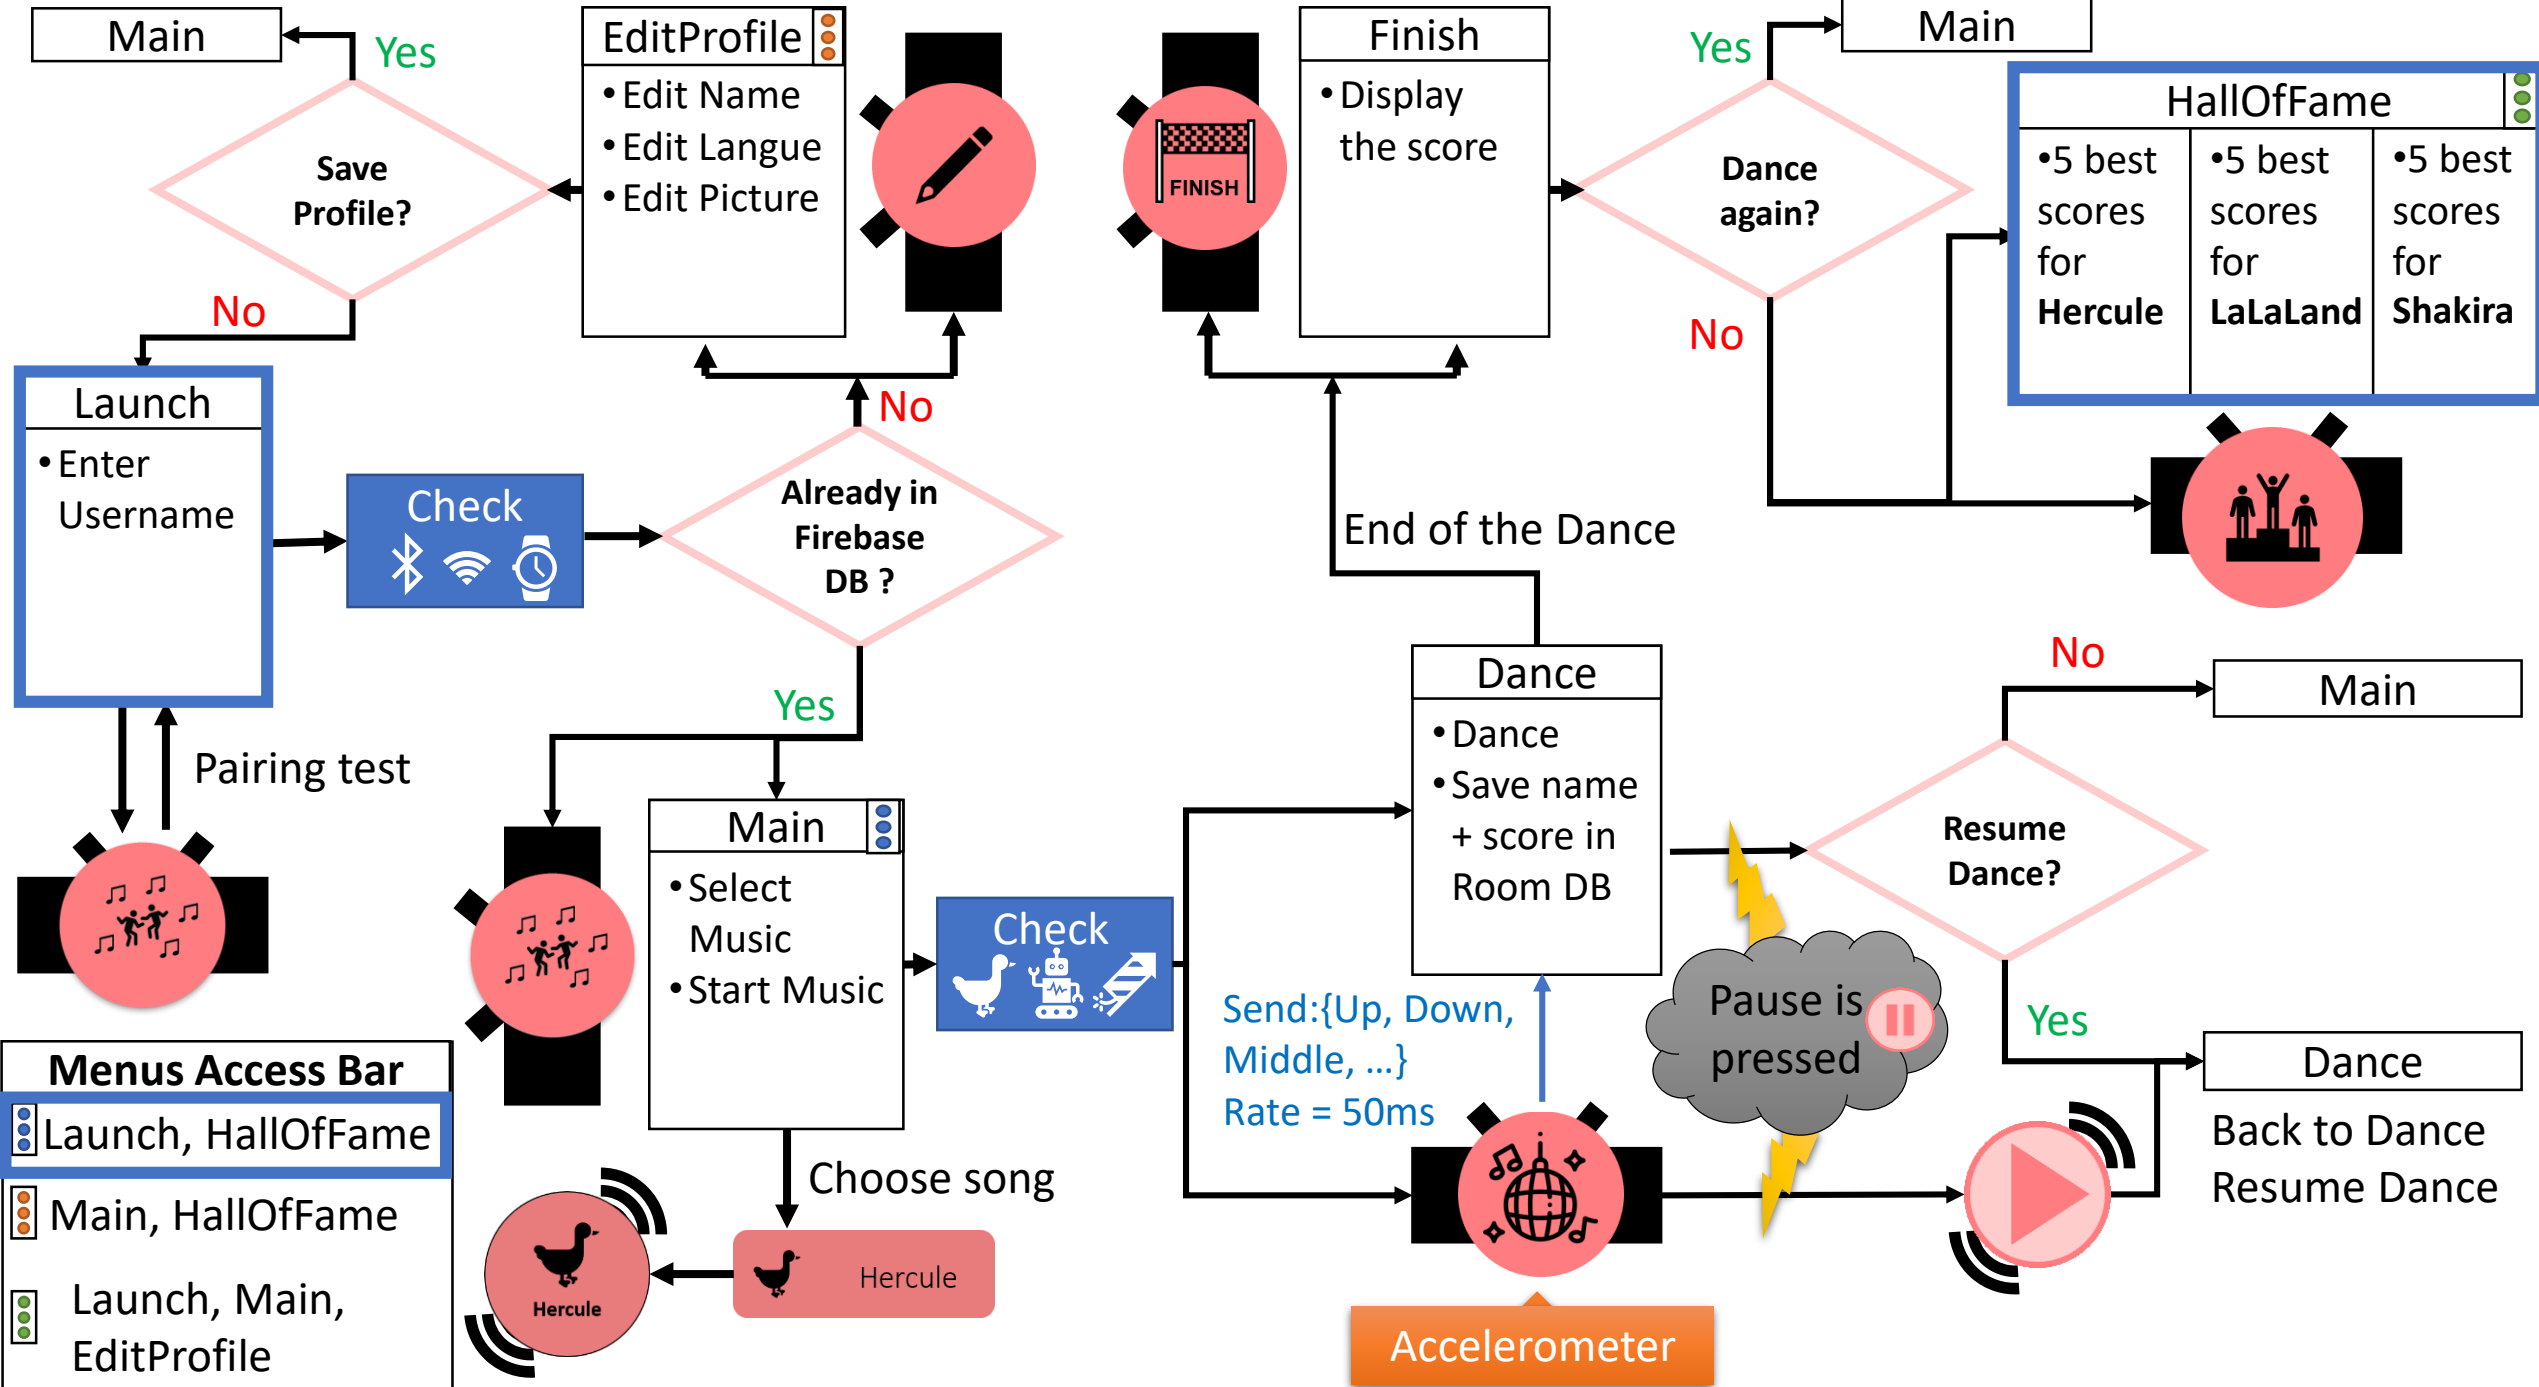 Main
Yes
Save
Profile?
No
EditProfile
•Edit Name
•Edit Langue
•Edit Picture
Launch
•Enter
Username
Check
Already in
Firebase
DB ?
No
Yes
Pairing test
Main
•Select
Music
•Start Music
Choose song
Hercule
Hercule
Check
Menus Access Bar
Launch, HallOfFame
Main, HallOfFame
Launch, Main,
EditProfile
FINISH
Finish
•Display
the score
Dance
again?
Yes
Main
No
HallOfFame
•5 best
scores
for
Hercule
•5 best
scores
for
LaLaLand
•5 best
scores
for
Shakira
End of the Dance
Dance
•Dance
•Save name
+ score in
Room DB
Send:{Up, Down,
Middle, ...}
Rate = 50ms
Accelerometer
Pause is
pressed
Resume
Dance?
No
Main
Yes
Dance
Back to Dance
Resume Dance